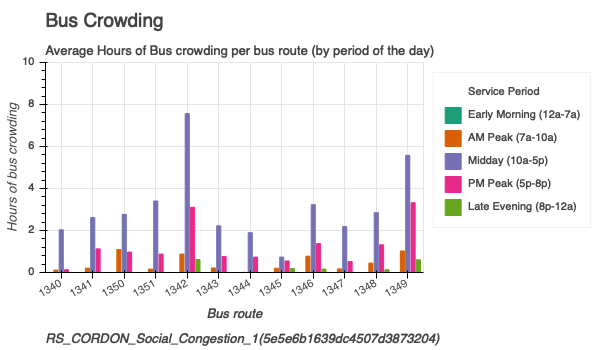 Bus Crowding
Average Hours of Bus crowding per bus route (by period of the day)
10
8
6
4
2
0
Hours of bus crowding
1340
1341
1350
1351
1342
1343
1344
1345
1346
1347
1348
1349
Bus route
Service Period
Early Morning (12a-7a)
AM Peak (7a-10a)
Midday (10a-5p)
PM Peak (5p-8p)
Late Evening (8p-12a)
RS_CORDON_Social_Congestion_1(5e5e6b1639dc4507d3873204)